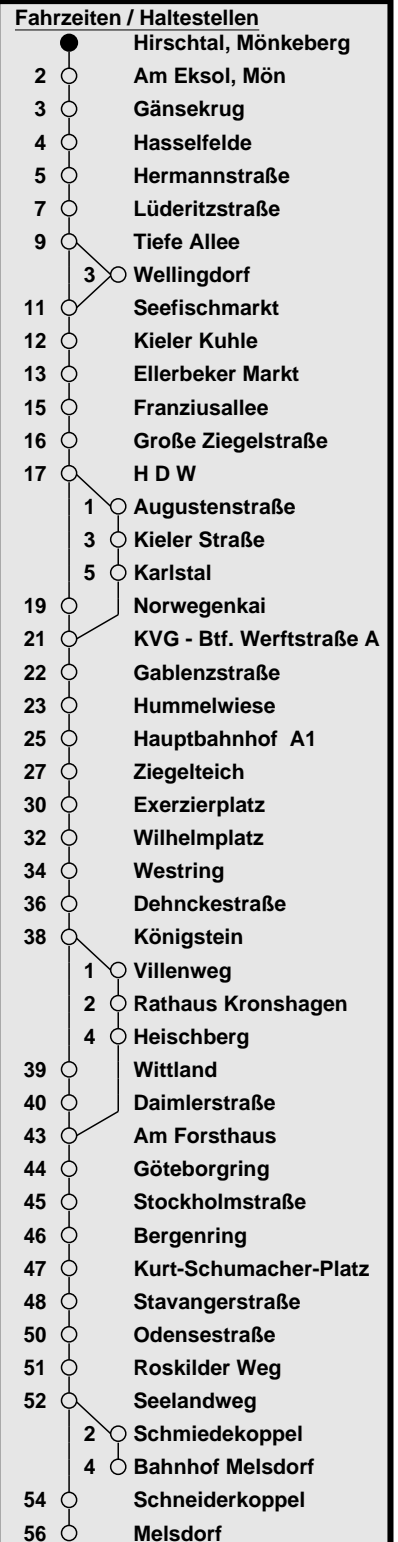 Fahrzeiten / Haltestellen
Hirschtal, Mönkeberg
2 Am Eksol, Mön
3 Gänsekrug
4 Hasselfelde
5 Hermannstraße
7 Lüderitzstraße
9 Tiefe Allee
3 Wellingdorf
11 Seefischmarkt
12 Kieler Kuhle
13 Ellerbeker Markt
15 Franziusallee
16 Große Ziegelstraße
17 H D W
1 Augustenstraße
3 Kieler Straße
5 Karlstal
19 Norwegenkai
21 KVG - Btf. Werftstraße A
22 Gablenzstraße
23 Hummelwiese
25 Hauptbahnhof A1
27 Ziegelteich
30 Exerzierplatz
32 Wilhelmplatz
34 Westring
36 Dehnckestraße
38 Königstein
1 Villenweg
2 Rathaus Kronshagen
4 Heischberg
39 Wittland
40 Daimlerstraße
43 Am Forsthaus
44 Göteborgring
45 Stockholmstraße
46 Bergenring
47 Kurt-Schumacher-Platz
48 Stavangerstraße
50 Odensestraße
51 Roskilder Weg
52 Seelandweg
2 Schmiedekoppel
4 Bahnhof Melsdorf
54 Schneiderkoppel
56 Melsdorf